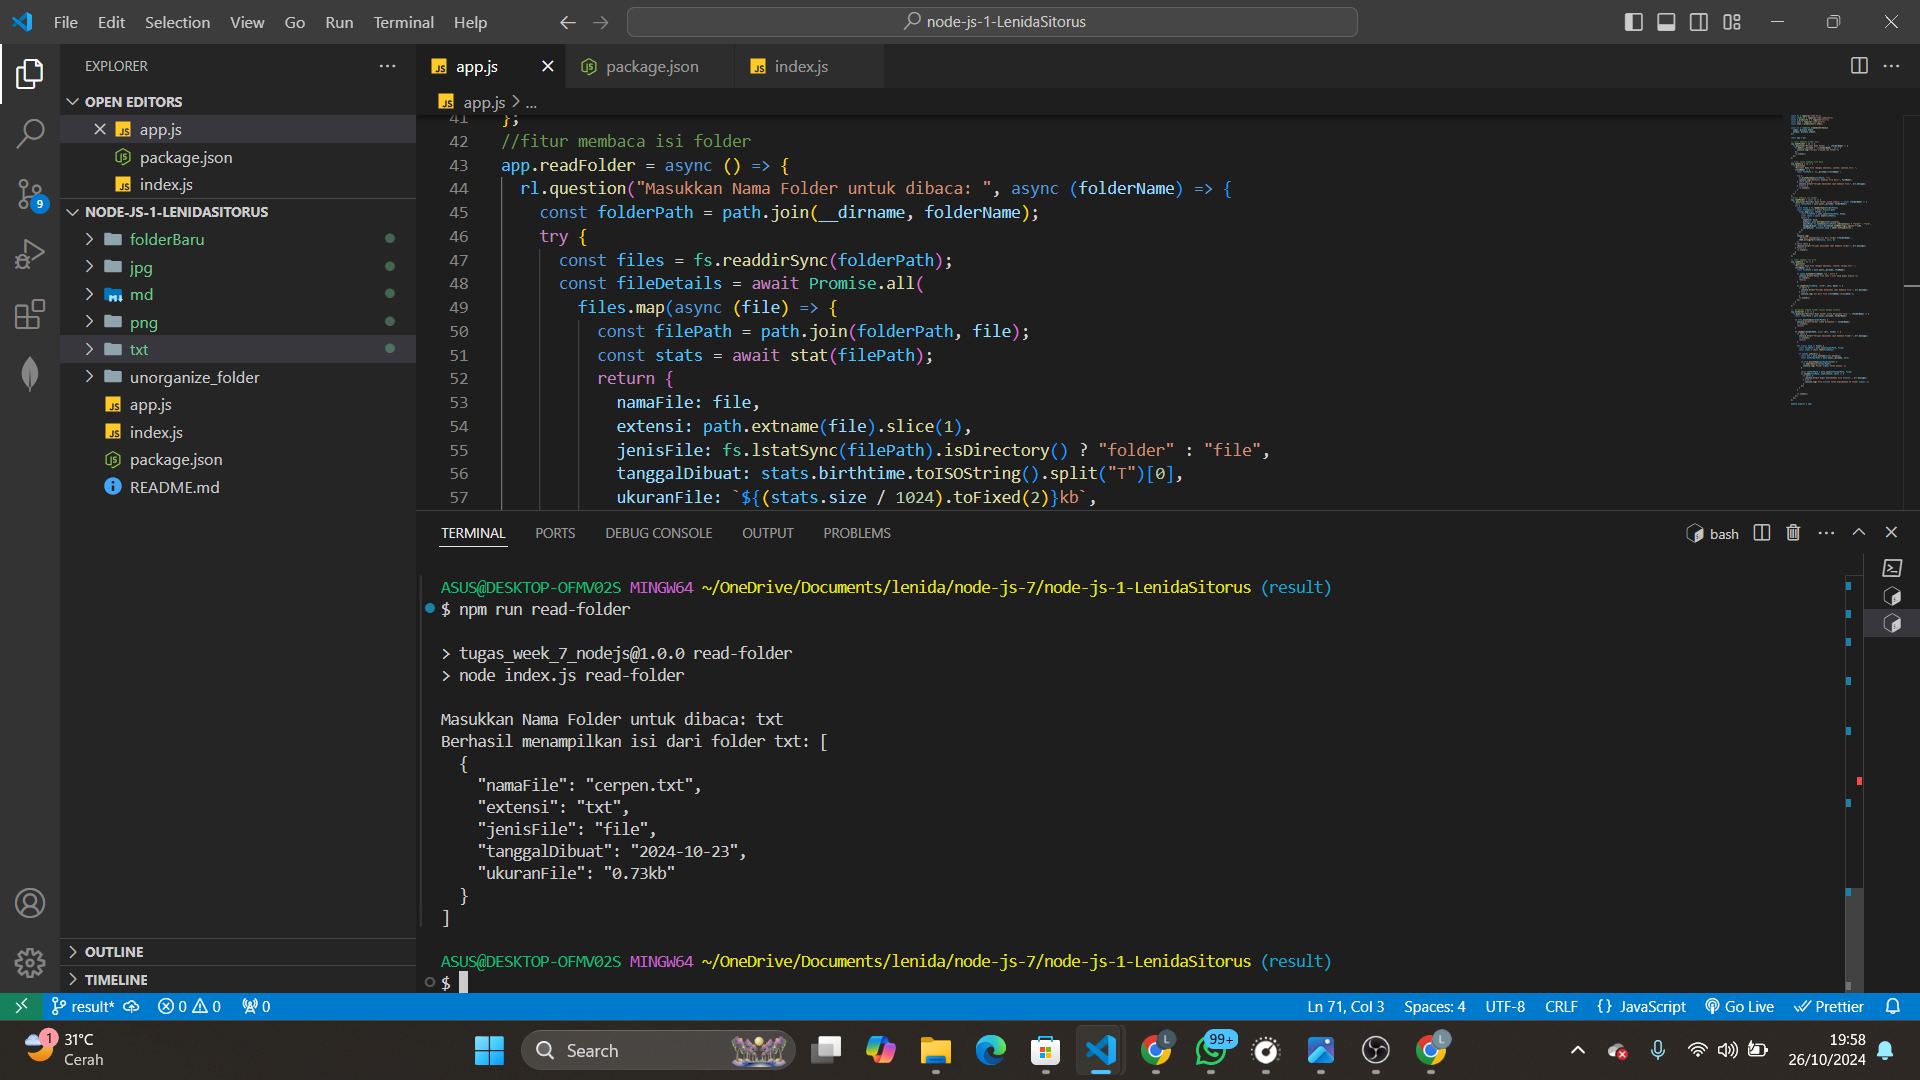 File Edit Selection View Go Run Terminal Help
node-js-1-LenidaSitorus
EXPLORER
OPEN EDITORS
app.js
package.json
index.js
NODE-JS-1-LENIDASITORUS
folderBaru
jpg
md
png
txt
unorganize_folder
app.js
index.js
package.json
README.md
OUTLINE
TIMELINE
9
app.js package.json index.js
app.js > ...
41 };
42 //fitur membaca isi folder
43 app.readFolder = async () => {
44 rl.question("Masukkan Nama Folder untuk dibaca: ", async (folderName) => {
45 const folderPath = path.join(__dirname, folderName);
46 try {
47 const files = fs.readdirSync(folderPath);
48 const fileDetails = await Promise.all(
49 files.map(async (file) => {
50 const filePath = path.join(folderPath, file);
51 const stats = await stat(filePath);
52 return {
53 namaFile: file,
54 extensi: path.extname(file).slice(1),
55 jenisFile: fs.lstatSync(filePath).isDirectory() ? "folder" : "file",
56 tanggalDibuat: stats.birthtime.toISOString().split("T")[0],
57 ukuranFile: `${(stats.size / 1024).toFixed(2)}kb`,
TERMINAL PORTS DEBUG CONSOLE OUTPUT PROBLEMS
bash
ASUS@DESKTOP-OFMV02S MINGW64 ~/OneDrive/Documents/lenida/node-js-7/node-js-1-LenidaSitorus (result)
$ npm run read-folder
> tugas_week_7_nodejs@1.0.0 read-folder
> node index.js read-folder
Masukkan Nama Folder untuk dibaca: txt
Berhasil menampilkan isi dari folder txt: [
{
"namaFile": "cerpen.txt",
"extensi": "txt",
"jenisFile": "file",
"tanggalDibuat": "2024-10-23",
"ukuranFile": "0.73kb"
}
]
ASUS@DESKTOP-OFMV02S MINGW64 ~/OneDrive/Documents/lenida/node-js-7/node-js-1-LenidaSitorus (result)
$
result* 0 0 0 Ln 71, Col 3 Spaces: 4 UTF-8 CRLF {} JavaScript Go Live Prettier
1
31°C
Cerah
Search
L
99+
L
19:58
26/10/2024